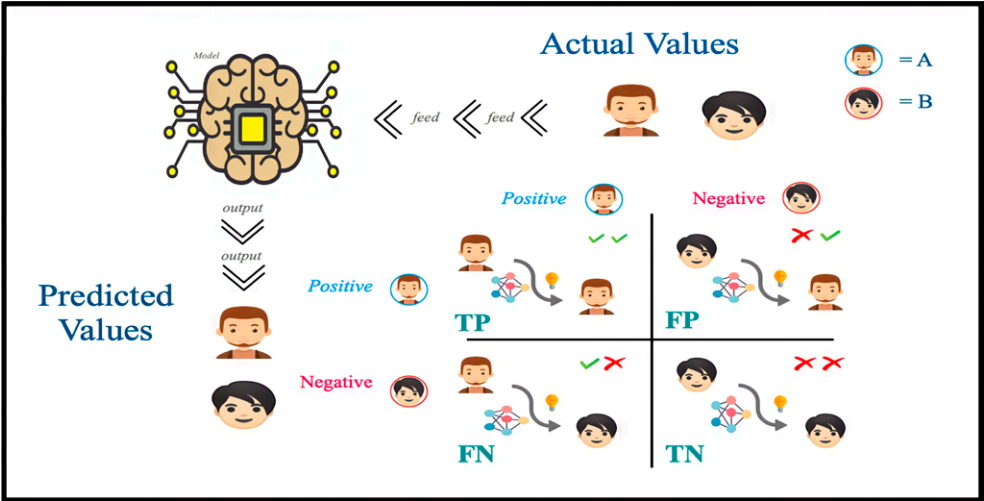 Model
Actual Values
= A
= B
feed
feed
output
output
Positive
Negative
Predicted
Values
Positive
TP
FP
Negative
FN
TN